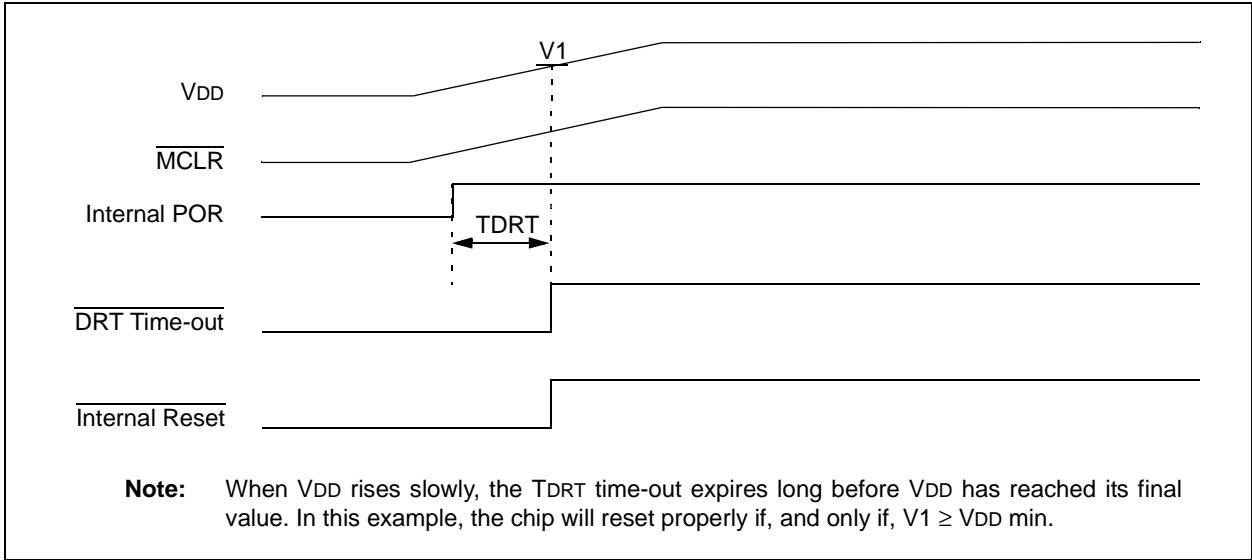 V1
VDD
MCLR
Internal POR
TDRT
DRT Time-out
Internal Reset
Note: When VDD rises slowly, the TDRT time-out expires long before VDD has reached its final
value. In this example, the chip will reset properly if, and only if, V1 ≥ VDD min.